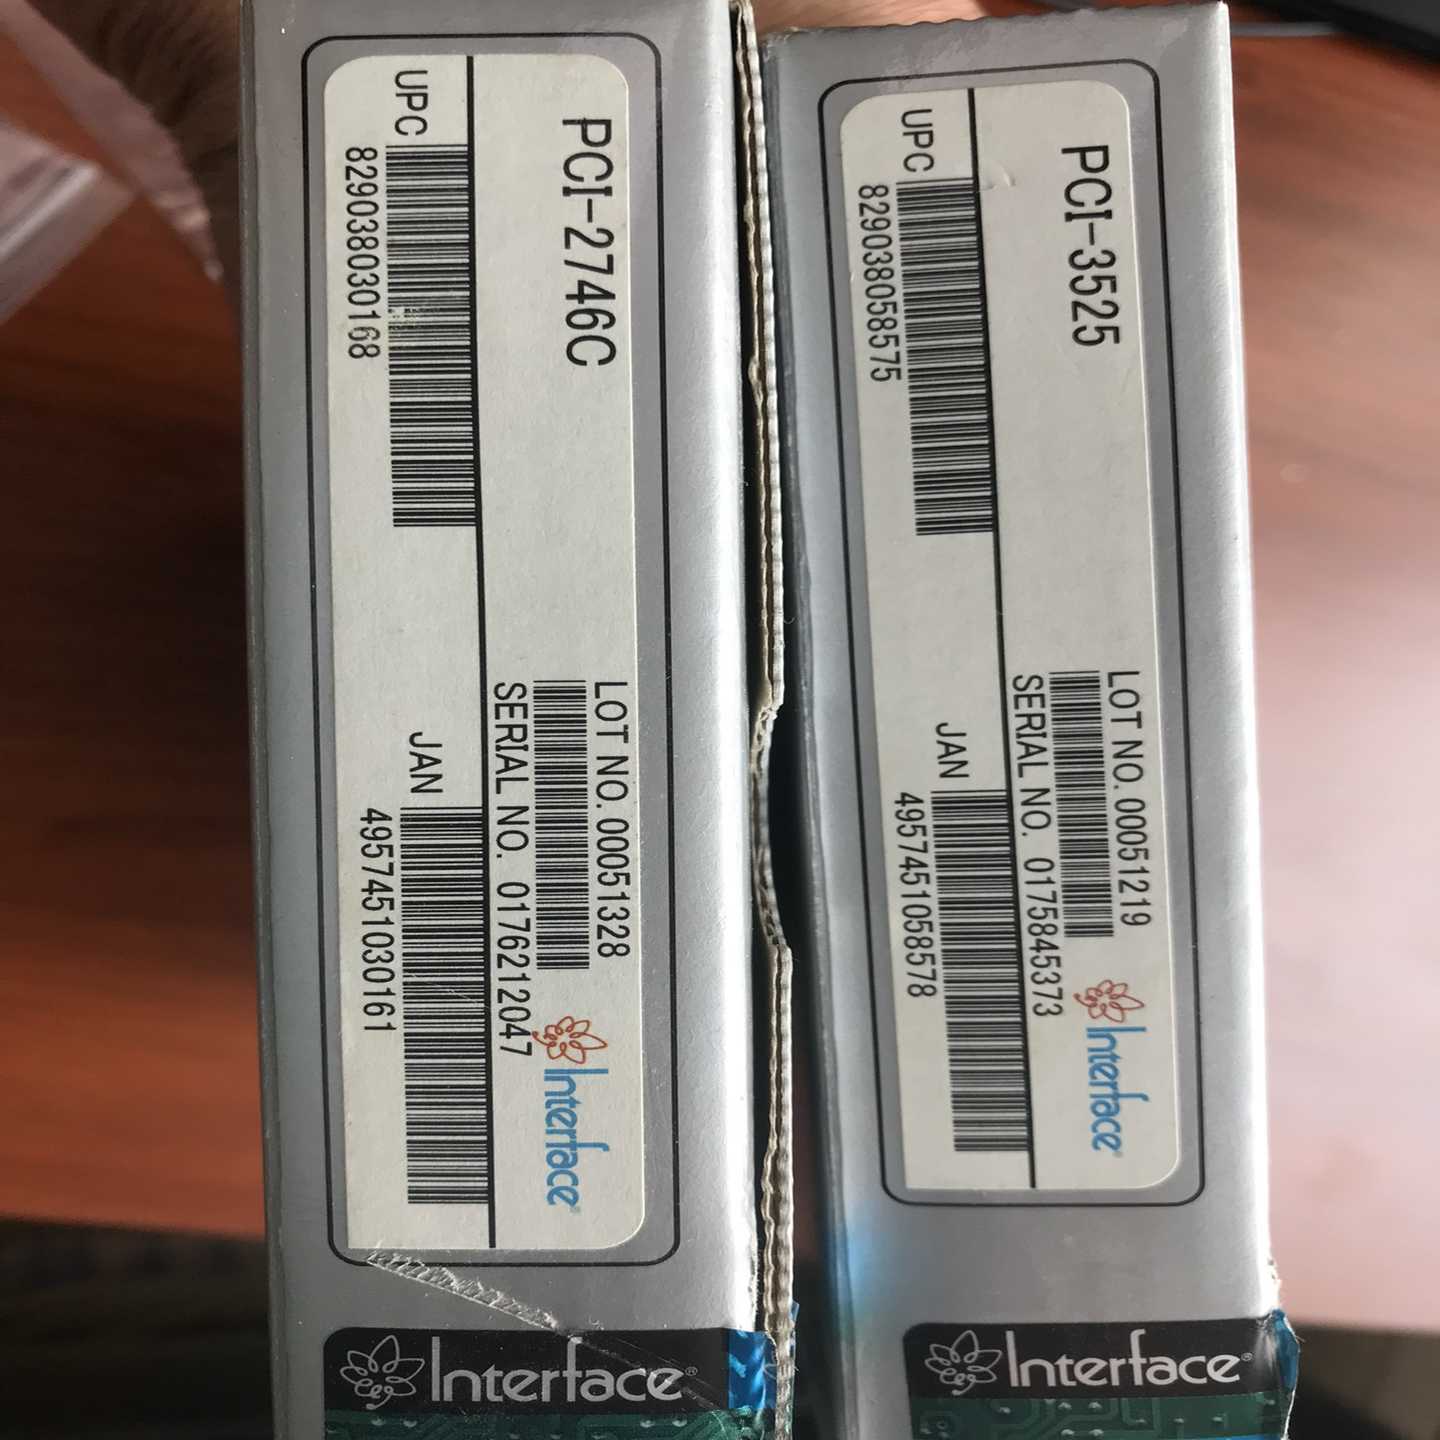 PCI-2746C
LOT NO. 00051328
SERIAL NO. 0176212047
Interface
UPC
829038030168
JAN
4957451030161
Interface
PCI-3525
LOT NO. 00051219
SERIAL NO. 0175845373
Interface
UPC
829038058575
JAN
4957451058578
Interface